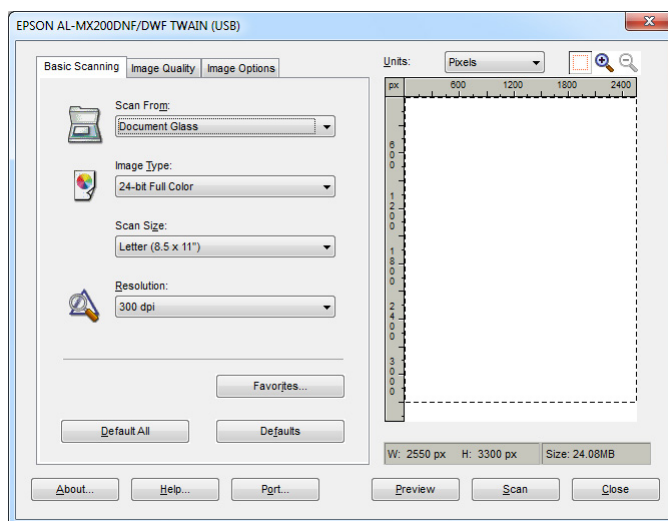 EPSON AL-MX200DNF/DWF TWAIN (USB)
Basic Scanning Image Quality Image Options
Units: Pixels
px 600 1200 1800 2400
Scan From:
Document Glass
600
Image Type:
24-bit Full Color
1200
Scan Size:
Letter (8.5 x 11")
1800
Resolution:
300 dpi
2400
3000
Favorites...
Default All Defaults
W: 2550 px H: 3300 px Size: 24.08MB
About... Help... Port... Preview Scan Close